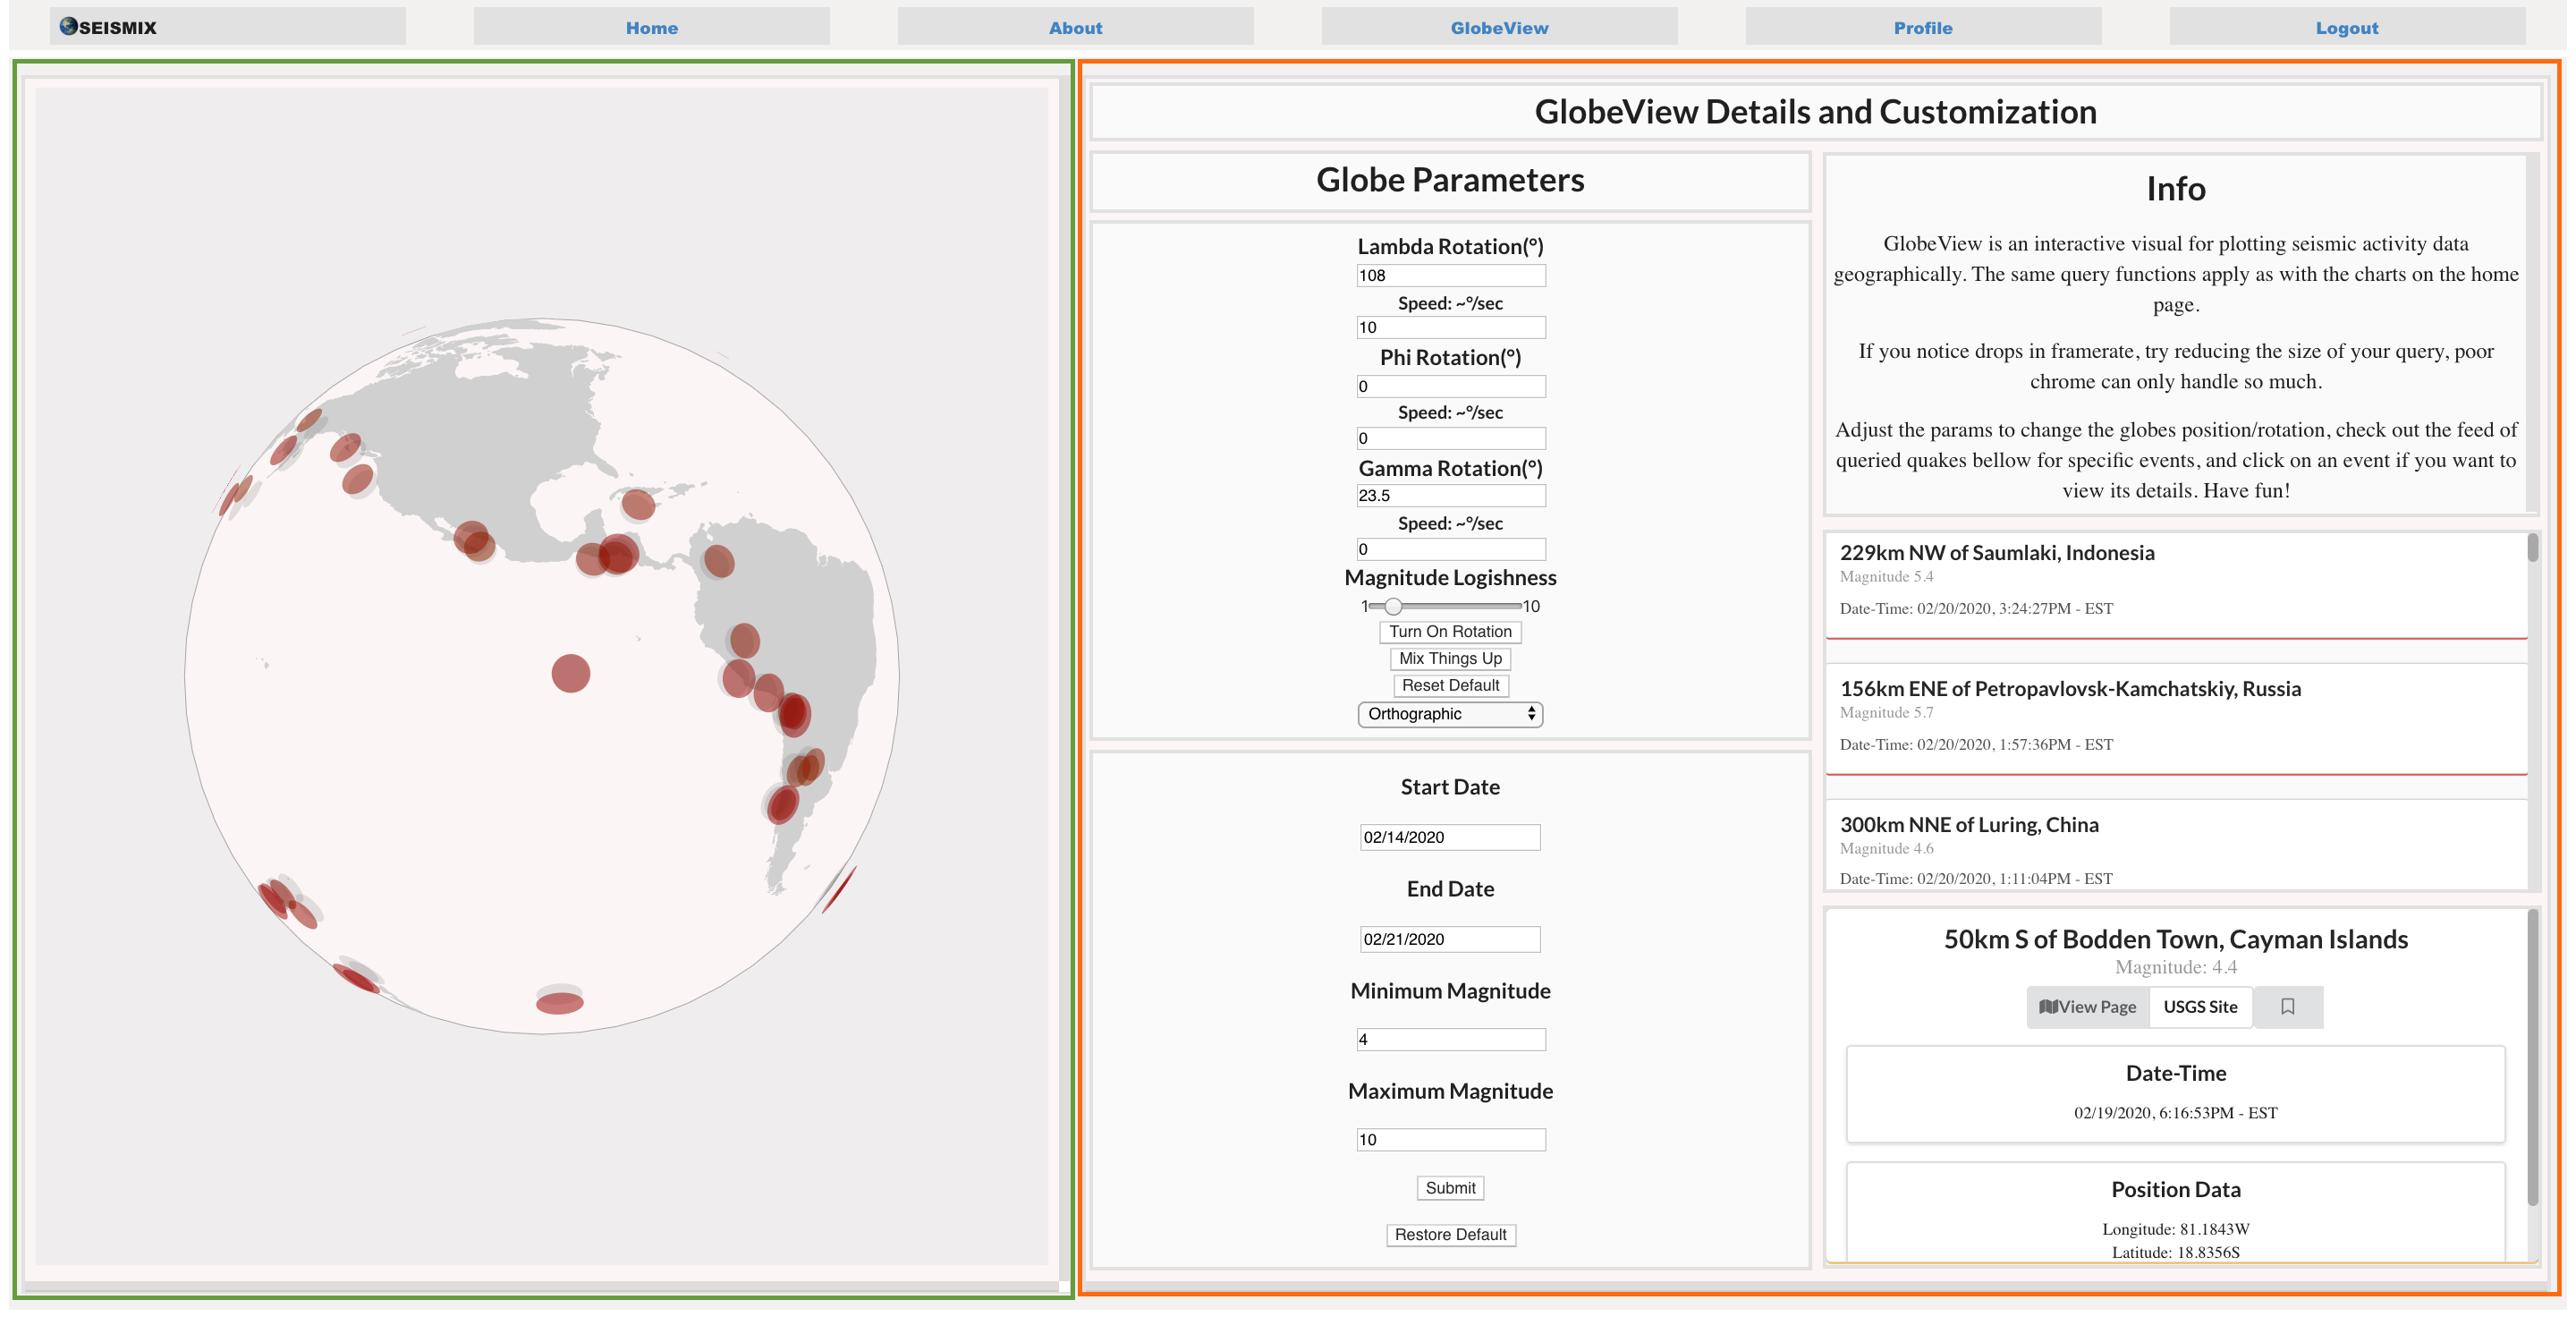 SEISMIX
Home
About
GlobeView
Profile
Logout
GlobeView Details and Customization
Globe Parameters
Lambda Rotation(°)
108
Speed: ~°/sec
10
Phi Rotation(°)
0
Speed: ~°/sec
0
Gamma Rotation(°)
23.5
Speed: ~°/sec
0
Magnitude Logishness
1 10
Turn On Rotation
Mix Things Up
Reset Default
Orthographic
Start Date
02/14/2020
End Date
02/21/2020
Minimum Magnitude
4
Maximum Magnitude
10
Submit
Restore Default
Info
GlobeView is an interactive visual for plotting seismic activity data
geographically. The same query functions apply as with the charts on the home
page.
If you notice drops in framerate, try reducing the size of your query, poor
chrome can only handle so much.
Adjust the params to change the globes position/rotation, check out the feed of
queried quakes bellow for specific events, and click on an event if you want to
view its details. Have fun!
229km NW of Saumlaki, Indonesia
Magnitude 5.4
Date-Time: 02/20/2020, 3:24:27PM - EST
156km ENE of Petropavlovsk-Kamchatskiy, Russia
Magnitude 5.7
Date-Time: 02/20/2020, 1:57:36PM - EST
300km NNE of Luring, China
Magnitude 4.6
Date-Time: 02/20/2020, 1:11:04PM - EST
50km S of Bodden Town, Cayman Islands
Magnitude: 4.4
View Page
USGS Site
Date-Time
02/19/2020, 6:16:53PM - EST
Position Data
Longitude: 81.1843W
Latitude: 18.8356S